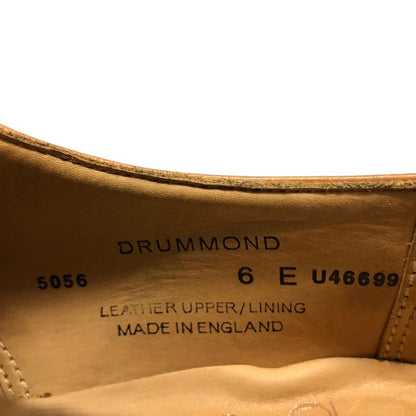 DRUMMOND
5056 6 E U46699
LEATHER UPPER/LINING
MADE IN ENGLAND